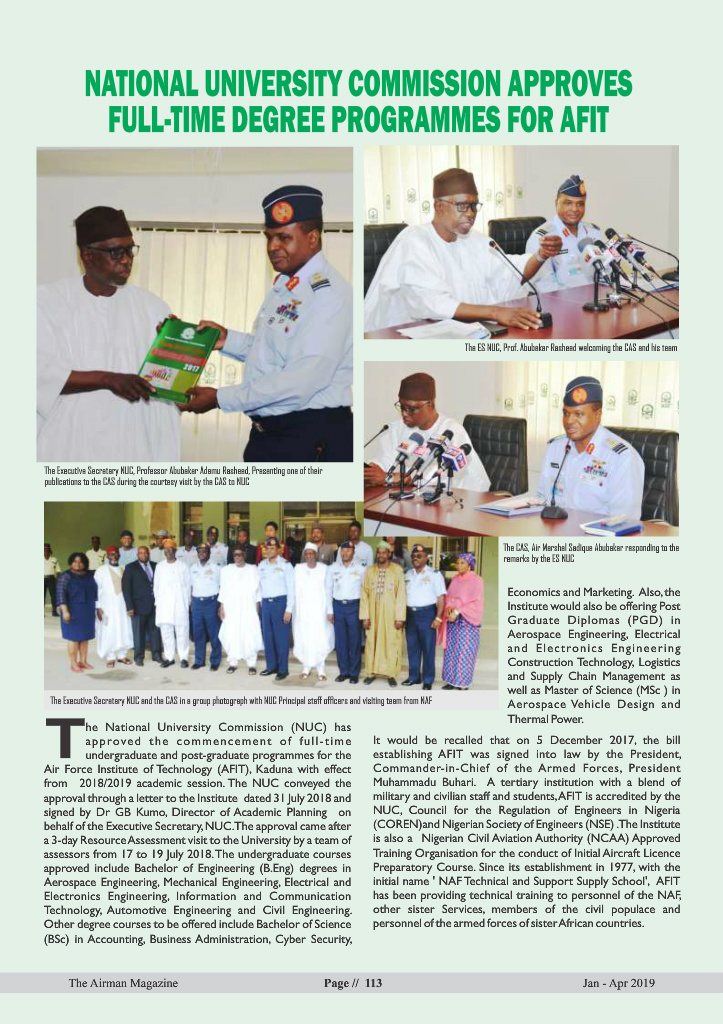 NATIONAL UNIVERSITY COMMISSION APPROVES
FULL-TIME DEGREE PROGRAMMES FOR AFIT
2017
The Executive Secretary NUC, Professor Abubakar Adamu Rasheed, Presenting one of their
publications to the CAS during the courtesy visit by the CAS to NUC
The ES NUC, Prof. Abubakar Rasheed welcoming the CAS and his team
The CAS, Air Marshal Sadique Abubakar responding to the
remarks by the ES NUC
The Executive Secretary NUC and the CAS in a group photograph with NUC Principal staff officers and visiting team from NAF
The National University Commission (NUC) has
approved the commencement of full-time
undergraduate and post-graduate programmes for the
Air Force Institute of Technology (AFIT), Kaduna with effect
from 2018/2019 academic session. The NUC conveyed the
approval through a letter to the Institute dated 31 July 2018 and
signed by Dr GB Kumo, Director of Academic Planning on
behalf of the Executive Secretary, NUC.The approval came after
a 3-day Resource Assessment visit to the University by a team of
assessors from 17 to 19 July 2018. The undergraduate courses
approved include Bachelor of Engineering (B.Eng) degrees in
Aerospace Engineering, Mechanical Engineering, Electrical and
Electronics Engineering, Information and Communication
Technology, Automotive Engineering and Civil Engineering.
Other degree courses to be offered include Bachelor of Science
(BSc) in Accounting, Business Administration, Cyber Security,
Economics and Marketing. Also, the
Institute would also be offering Post
Graduate Diplomas (PGD) in
Aerospace Engineering, Electrical
and Electronics Engineering
Construction Technology, Logistics
and Supply Chain Management as
well as Master of Science (MSc ) in
Aerospace Vehicle Design and
Thermal Power.
It would be recalled that on 5 December 2017, the bill
establishing AFIT was signed into law by the President,
Commander-in-Chief of the Armed Forces, President
Muhammadu Buhari. A tertiary institution with a blend of
military and civilian staff and students, AFIT is accredited by the
NUC, Council for the Regulation of Engineers in Nigeria
(COREN)and Nigerian Society of Engineers (NSE) .The Institute
is also a Nigerian Civil Aviation Authority (NCAA) Approved
Training Organisation for the conduct of Initial Aircraft Licence
Preparatory Course. Since its establishment in 1977, with the
initial name ' NAF Technical and Support Supply School', AFIT
has been providing technical training to personnel of the NAF,
other sister Services, members of the civil populace and
personnel of the armed forces of sister African countries.
The Airman Magazine
Page // 113
Jan - Apr 2019